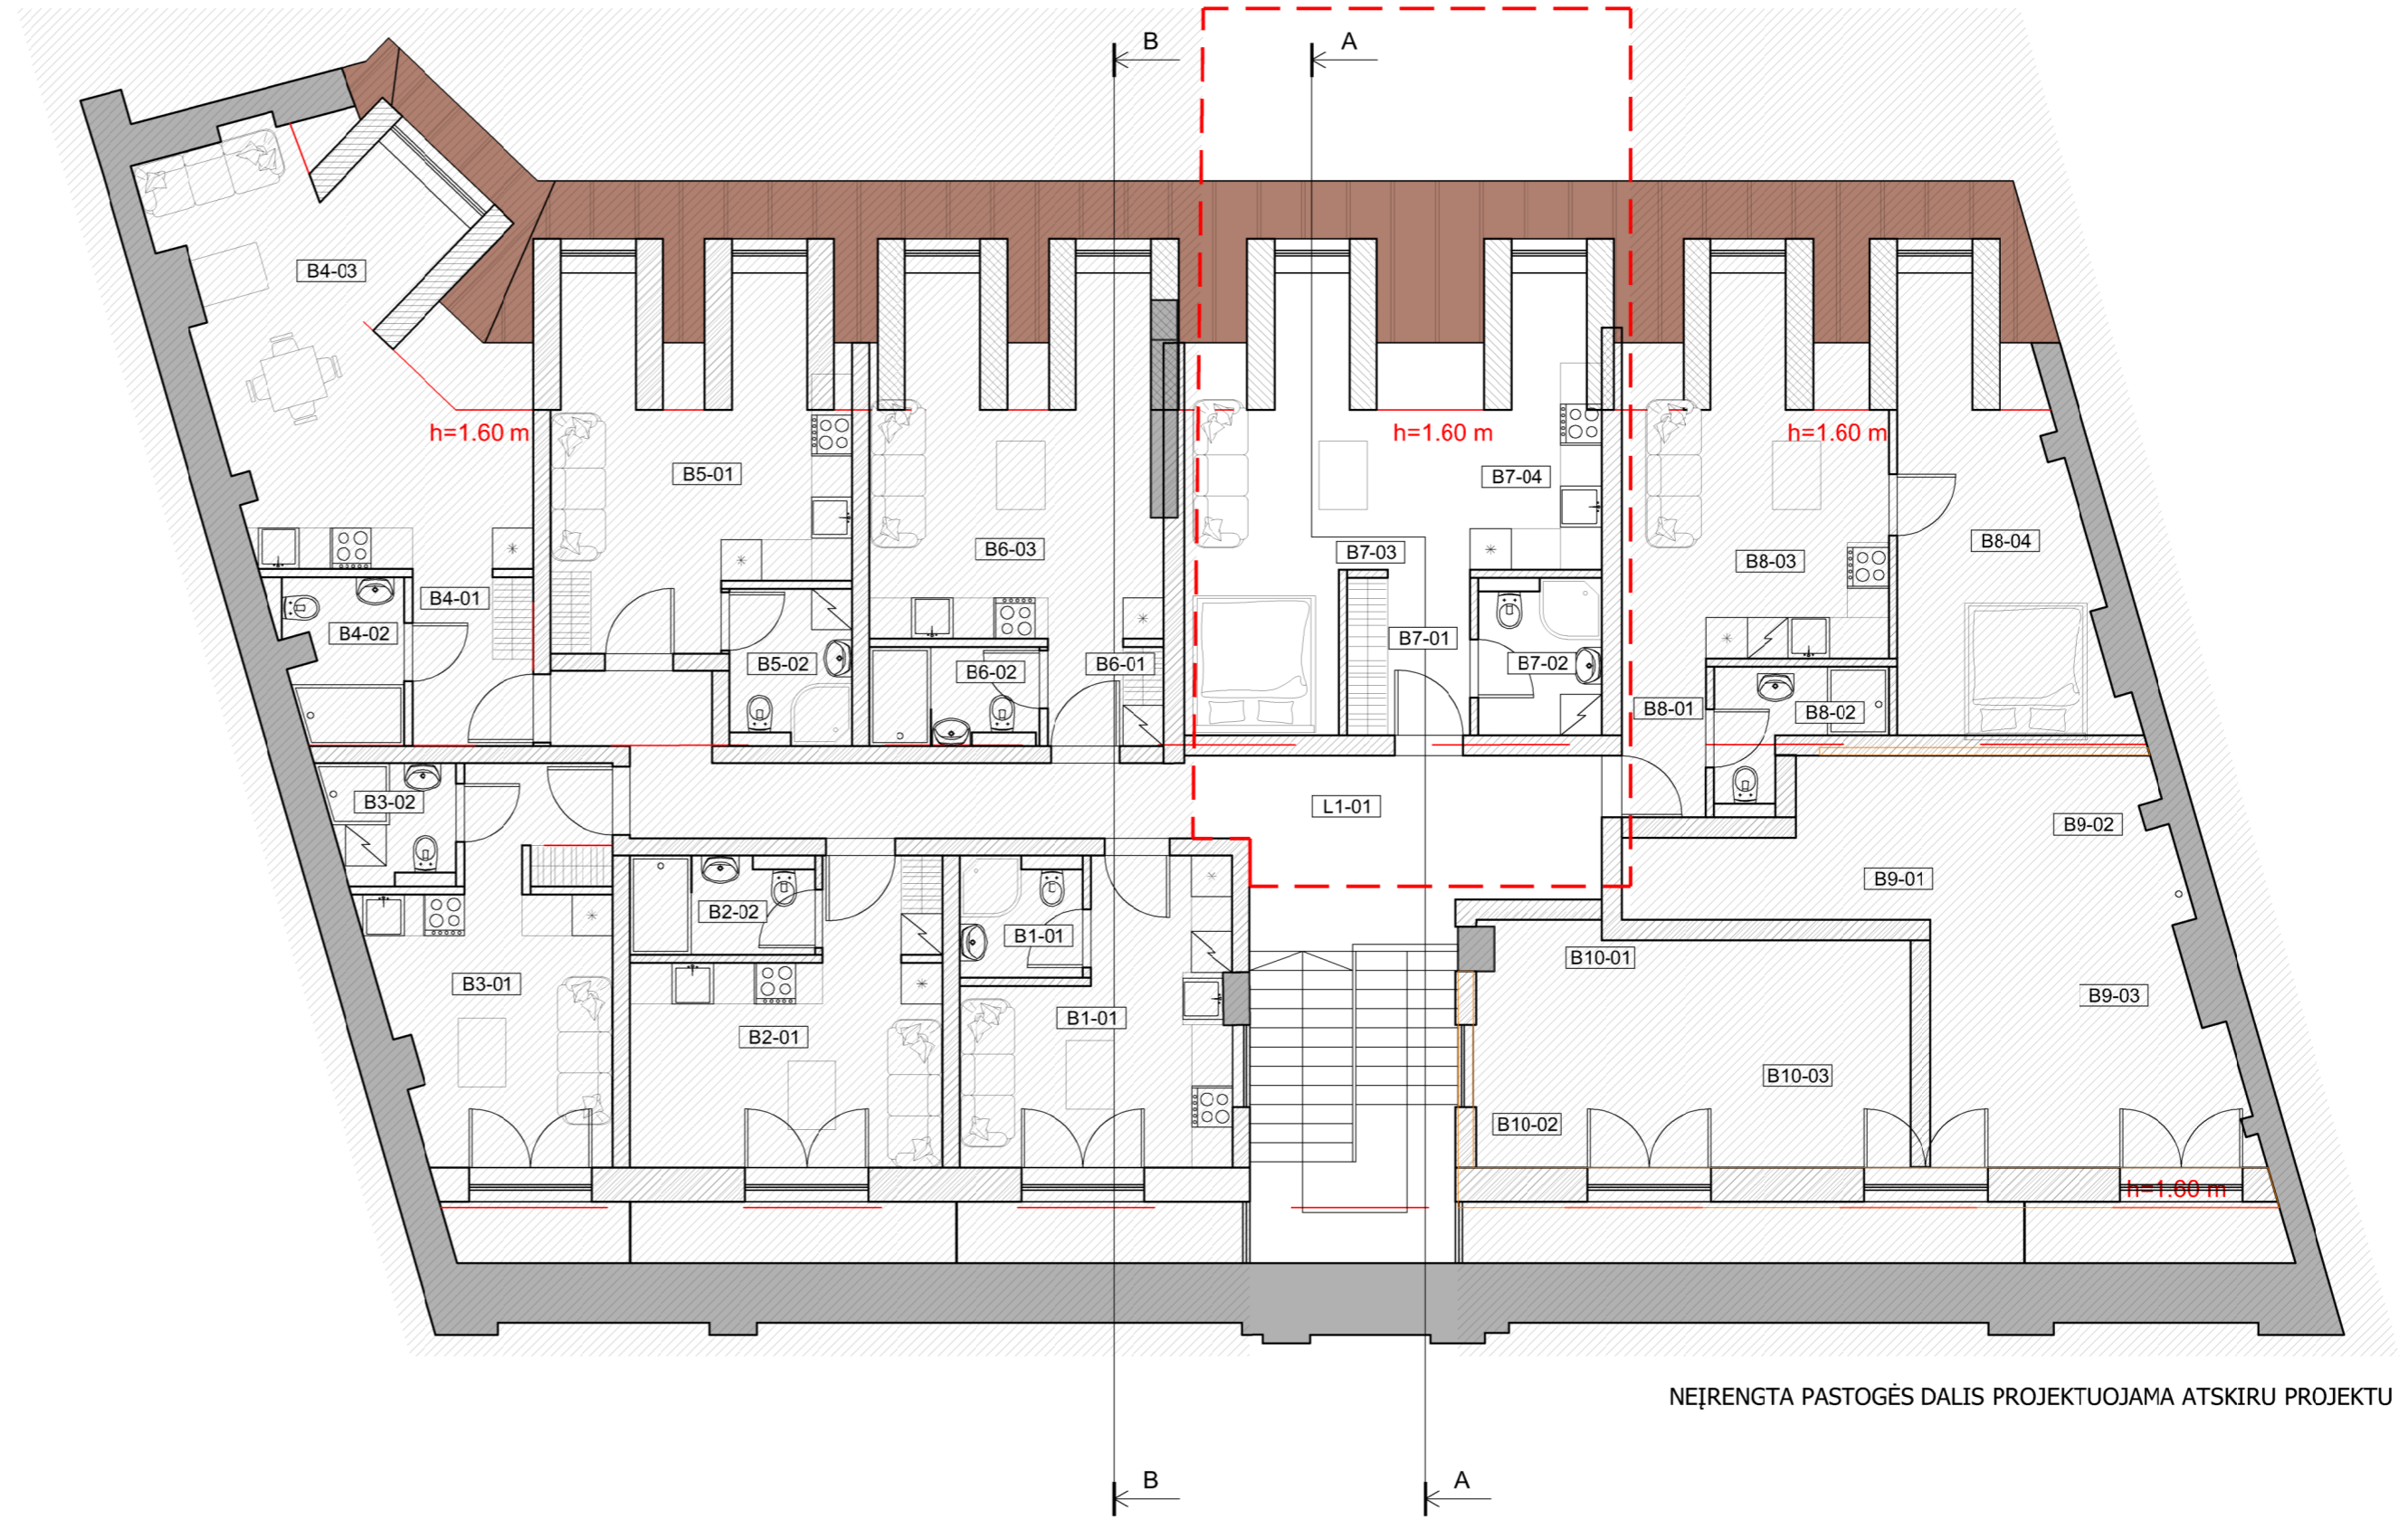 B
A
B4-03
h=1.60 m
h=1.60 m
h=1.60 m
B5-01
B7-04
B6-03
B7-03
B8-03
B8-04
B4-01
B4-02
B5-02
B6-02
B6-01
B7-01
B7-02
B8-01
B8-02
B3-02
L1-01
B9-02
B9-01
B2-02
B1-01
B10-01
B3-01
B9-03
B2-01
B1-01
B10-03
B10-02
h=1.60 m
NEĮRENGTA PASTOGĖS DALIS PROJEKTUOJAMA ATSKIRU PROJEKTU
B
A